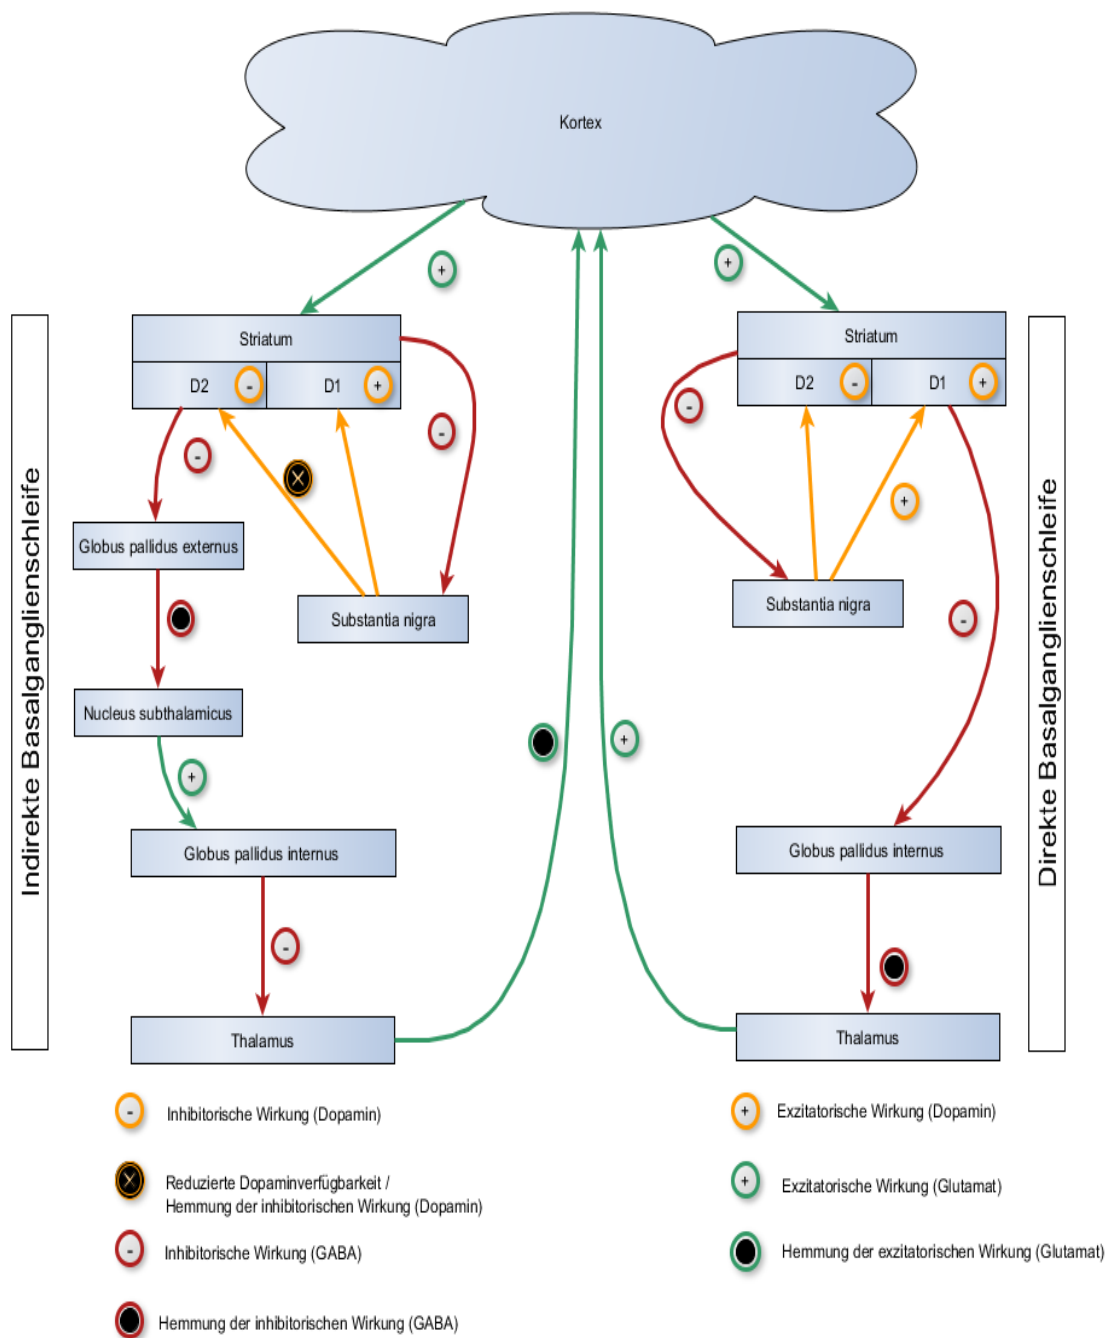 Kortex
+
+
Indirekte Basalganglienschleife
Striatum
D2
-
D1
+
-
-
Globus pallidus externus
Substantia nigra
Nucleus subthalamicus
+
Globus pallidus internus
-
Thalamus
+
Striatum
D2
-
D1
+
-
+
Substantia nigra
-
Globus pallidus internus
Thalamus
Direkte Basalganglienschleife
-
Inhibitorische Wirkung (Dopamin)
Reduzierte Dopaminverfügbarkeit /
Hemmung der inhibitorischen Wirkung (Dopamin)
-
Inhibitorische Wirkung (GABA)
Hemmung der inhibitorischen Wirkung (GABA)
+
Exzitatorische Wirkung (Dopamin)
+
Exzitatorische Wirkung (Glutamat)
Hemmung der exzitatorischen Wirkung (Glutamat)